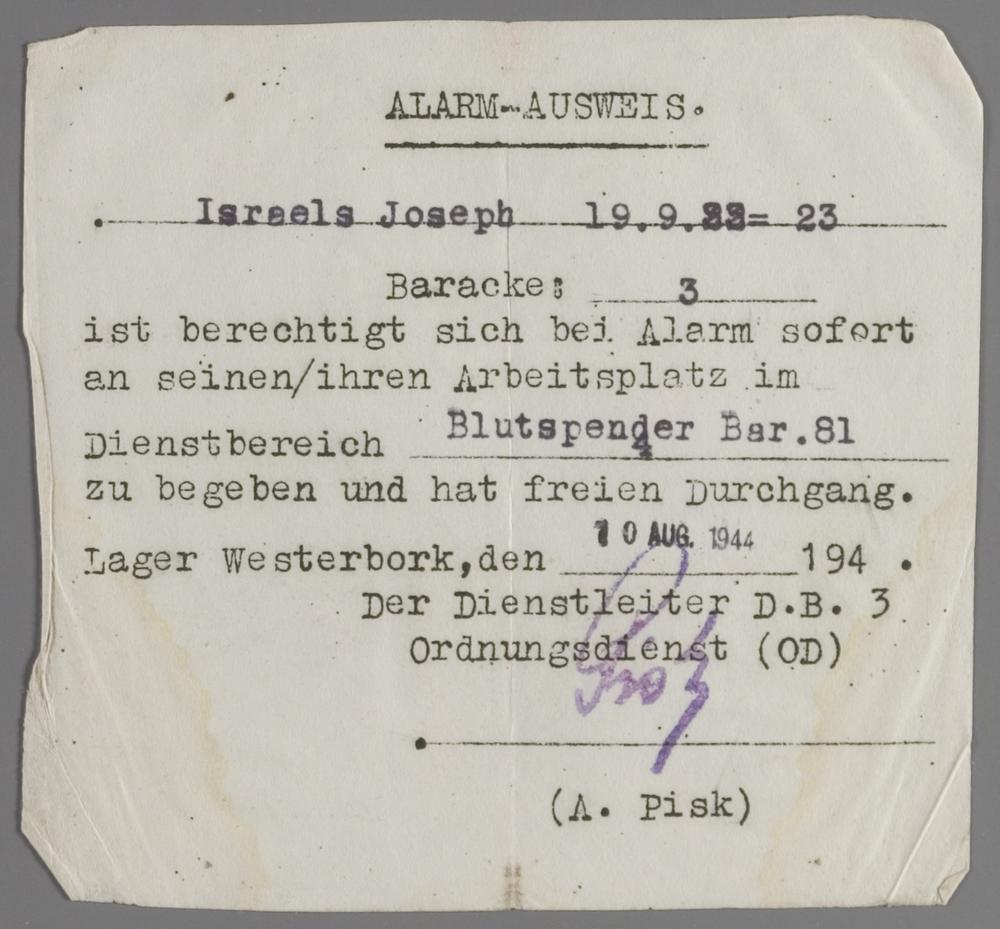 ALARM-AUSWEIS.
Israels Joseph 19.9.22= 23
Baracke: 3
ist berechtigt sich bei Alarm sofort
an seinen/ihren Arbeitsplatz im
Dienstbereich Blutspender Bar.81
zu begeben und hat freien Durchgang.
Lager Westerbork,den 10 AUG. 1944 194 .
Der Dienstleiter D.B. 3
Ordnungsdienst (OD)
(A. Pisk)